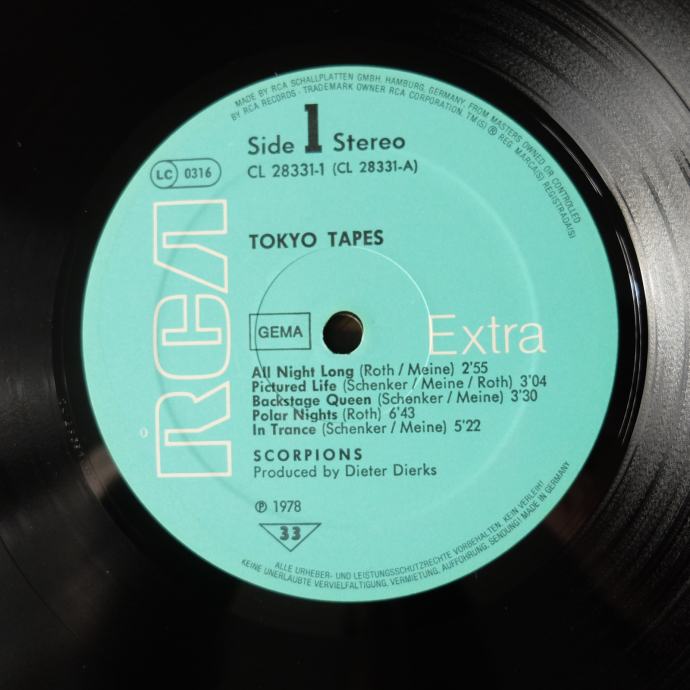 MADE BY RCA SCHALLPLATTEN GMBH, HAMBURG, GERMANY, FROM MASTERS OWNED OR CONTROLLED
BY RCA RECORDS · TRADEMARK OWNER RCA CORPORATION, TM(S) ® REG. MARCA(S) REGISTRADA(S)
Side 1 Stereo
LC 0316
CL 28331-1 (CL 28331-A)
RCA
TOKYO TAPES
GEMA
Extra
All Night Long (Roth / Meine) 2'55
Pictured Life (Schenker / Meine / Roth) 3'04
Backstage Queen (Schenker / Meine) 3'30
Polar Nights (Roth) 6'43
In Trance (Schenker / Meine) 5'22
SCORPIONS
Produced by Dieter Dierks
℗ 1978
33
ALLE URHEBER- UND LEISTUNGSSCHUTZRECHTE VORBEHALTEN. KEIN VERLEIH!
KEINE UNERLAUBTE VERVIELFÄLTIGUNG, VERMIETUNG, AUFFÜHRUNG, SENDUNG! MADE IN GERMANY